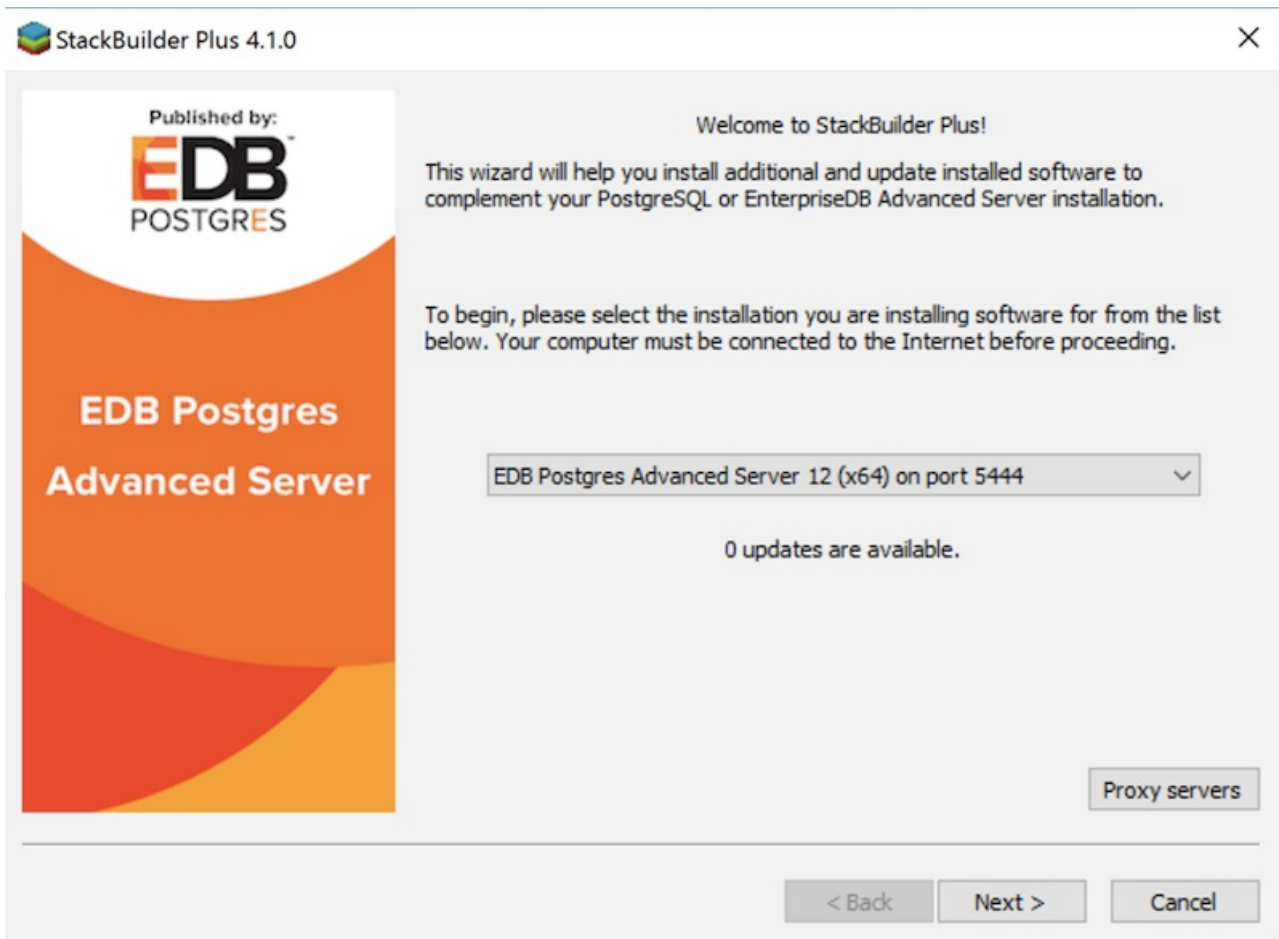 StackBuilder Plus 4.1.0
Published by:
EDB™
POSTGRES
EDB Postgres
Advanced Server
Welcome to StackBuilder Plus!
This wizard will help you install additional and update installed software to
complement your PostgreSQL or EnterpriseDB Advanced Server installation.
To begin, please select the installation you are installing software for from the list
below. Your computer must be connected to the Internet before proceeding.
EDB Postgres Advanced Server 12 (x64) on port 5444
0 updates are available.
Proxy servers
< Back
Next >
Cancel